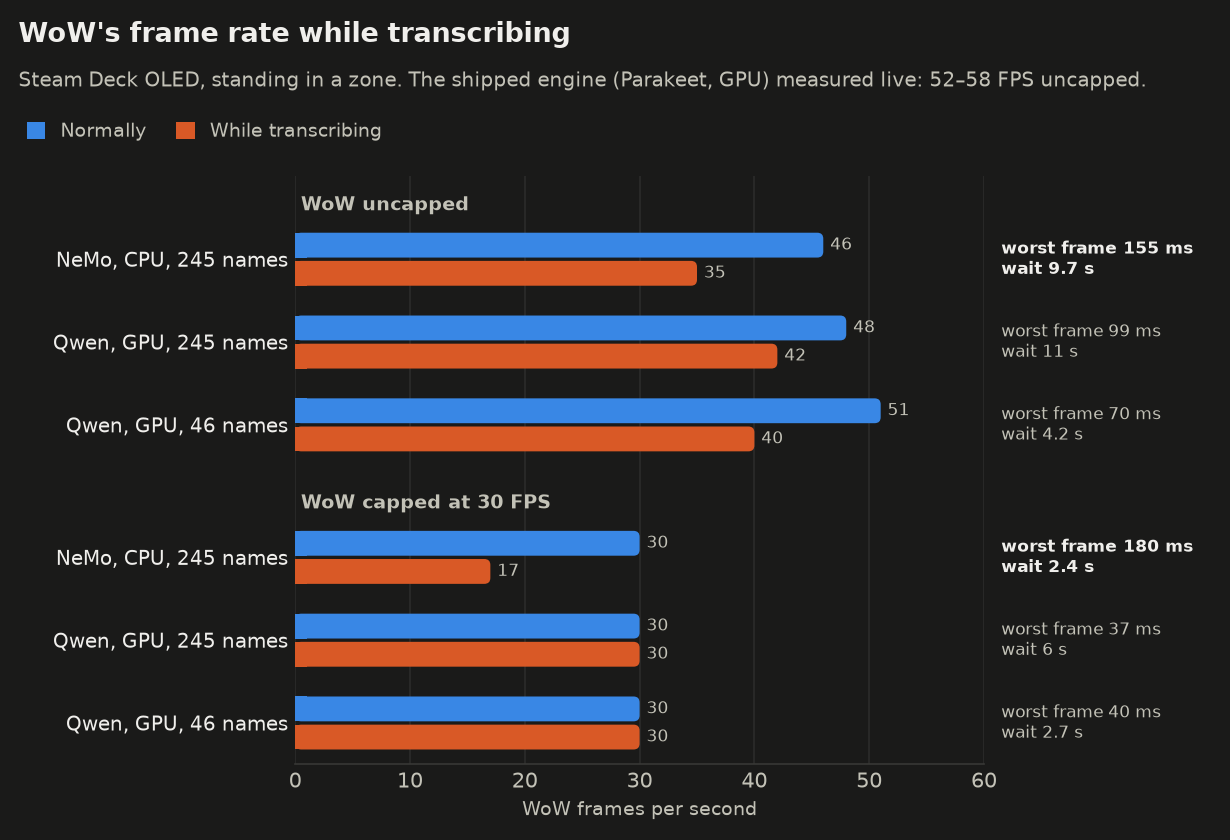 WoW's frame rate while transcribing
Steam Deck OLED, standing in a zone. The shipped engine (Parakeet, GPU) measured live: 52–58 FPS uncapped.
Normally
While transcribing
WoW uncapped
NeMo, CPU, 245 names
46
35
worst frame 155 ms
wait 9.7 s
Qwen, GPU, 245 names
48
42
worst frame 99 ms
wait 11 s
Qwen, GPU, 46 names
51
40
worst frame 70 ms
wait 4.2 s
WoW capped at 30 FPS
NeMo, CPU, 245 names
30
17
worst frame 180 ms
wait 2.4 s
Qwen, GPU, 245 names
30
30
worst frame 37 ms
wait 6 s
Qwen, GPU, 46 names
30
30
worst frame 40 ms
wait 2.7 s
0 10 20 30 40 50 60
WoW frames per second